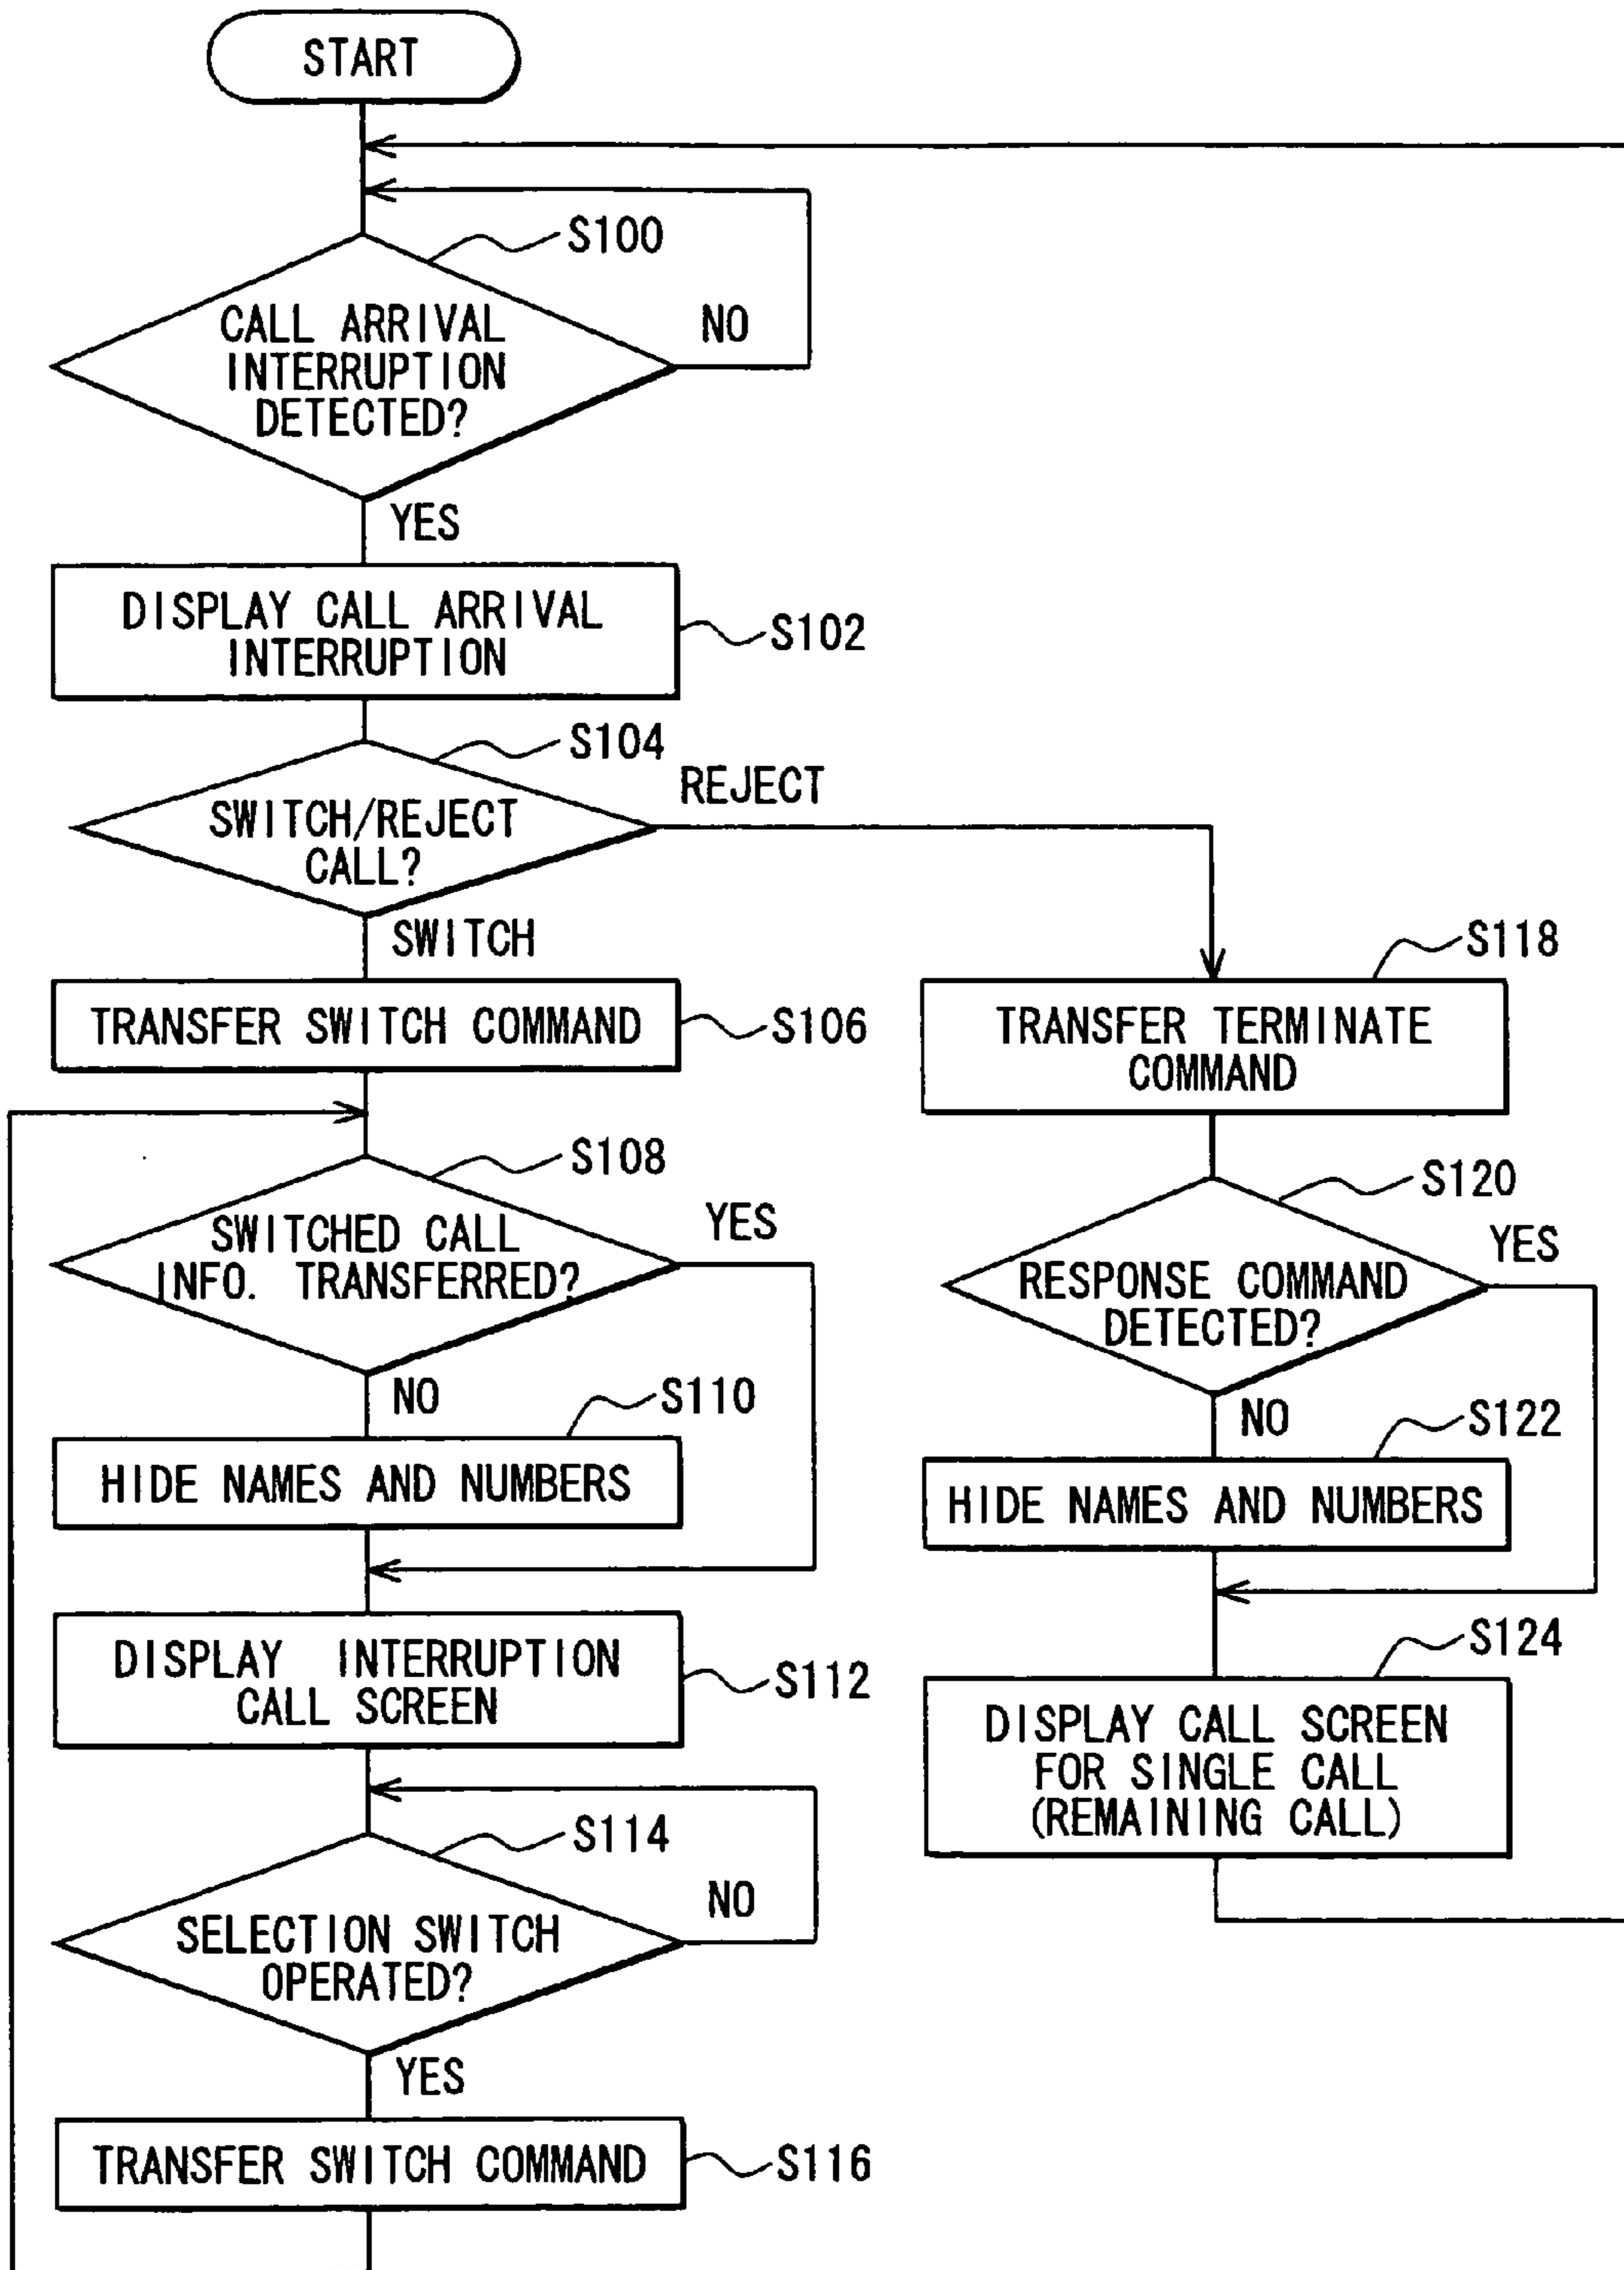 START
S100
CALL ARRIVAL
INTERRUPTION
DETECTED?
NO
YES
DISPLAY CALL ARRIVAL
INTERRUPTION
S102
S104
SWITCH/REJECT
CALL?
REJECT
SWITCH
TRANSFER SWITCH COMMAND
S106
S108
SWITCHED CALL
INFO. TRANSFERRED?
YES
NO
S110
HIDE NAMES AND NUMBERS
DISPLAY INTERRUPTION
CALL SCREEN
S112
S114
SELECTION SWITCH
OPERATED?
NO
YES
TRANSFER SWITCH COMMAND
S116
S118
TRANSFER TERMINATE
COMMAND
S120
RESPONSE COMMAND
DETECTED?
YES
NO
S122
HIDE NAMES AND NUMBERS
S124
DISPLAY CALL SCREEN
FOR SINGLE CALL
(REMAINING CALL)